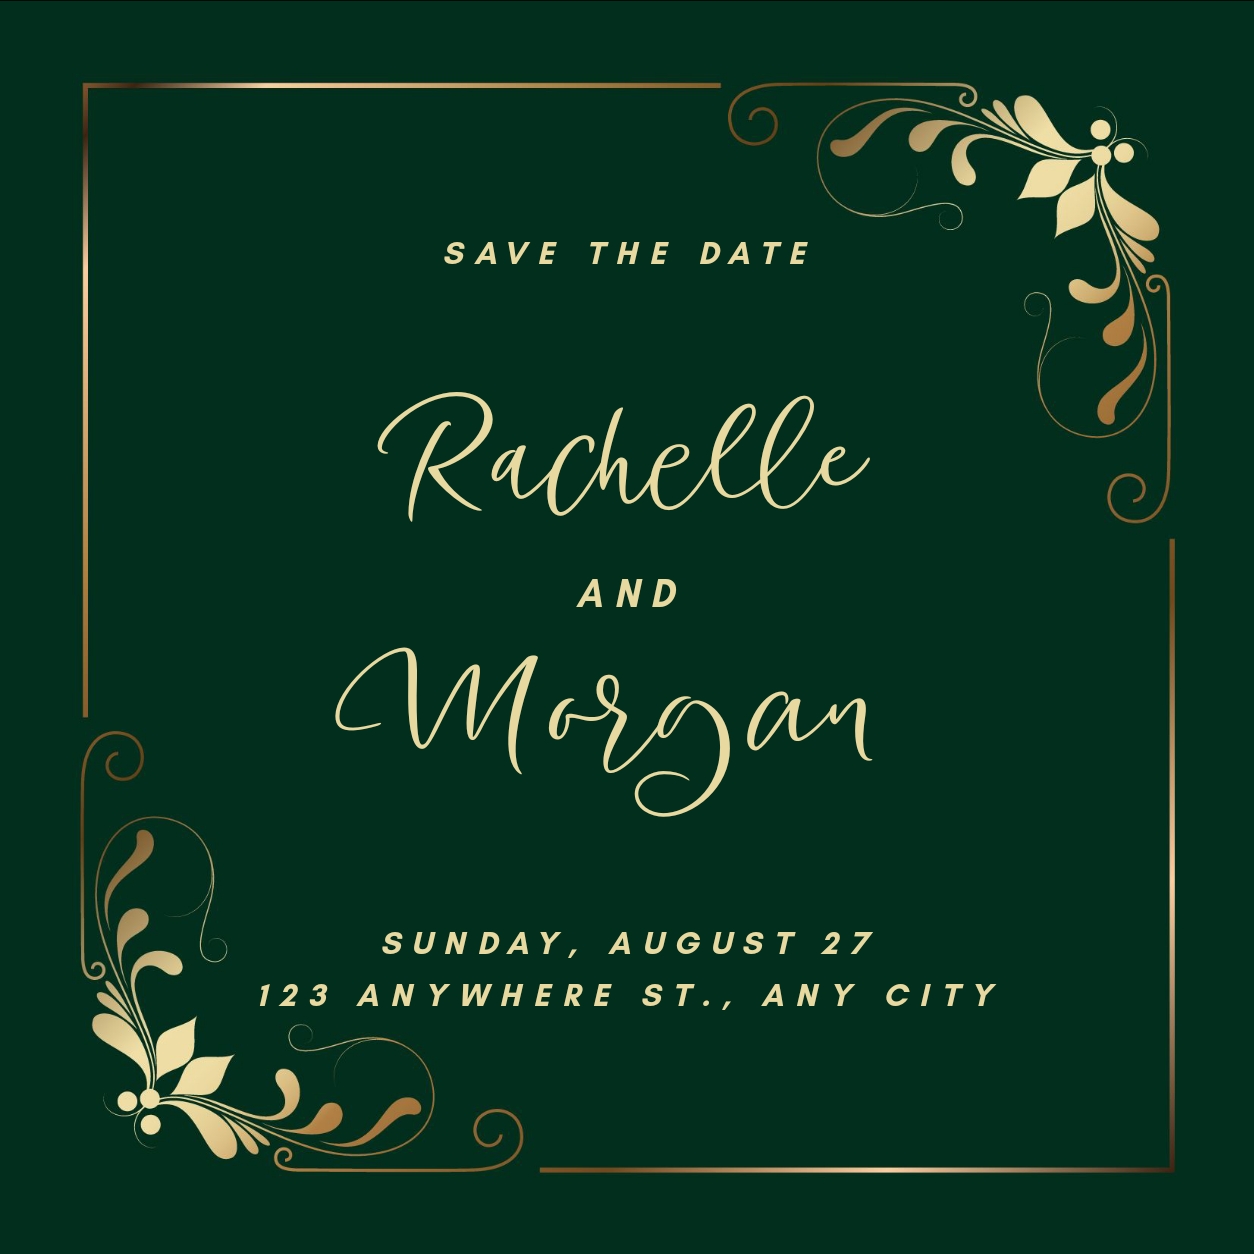 SAVE THE DATE
Rachelle
AND
Morgan
SUNDAY, AUGUST 27
123 ANYWHERE ST., ANY CITY